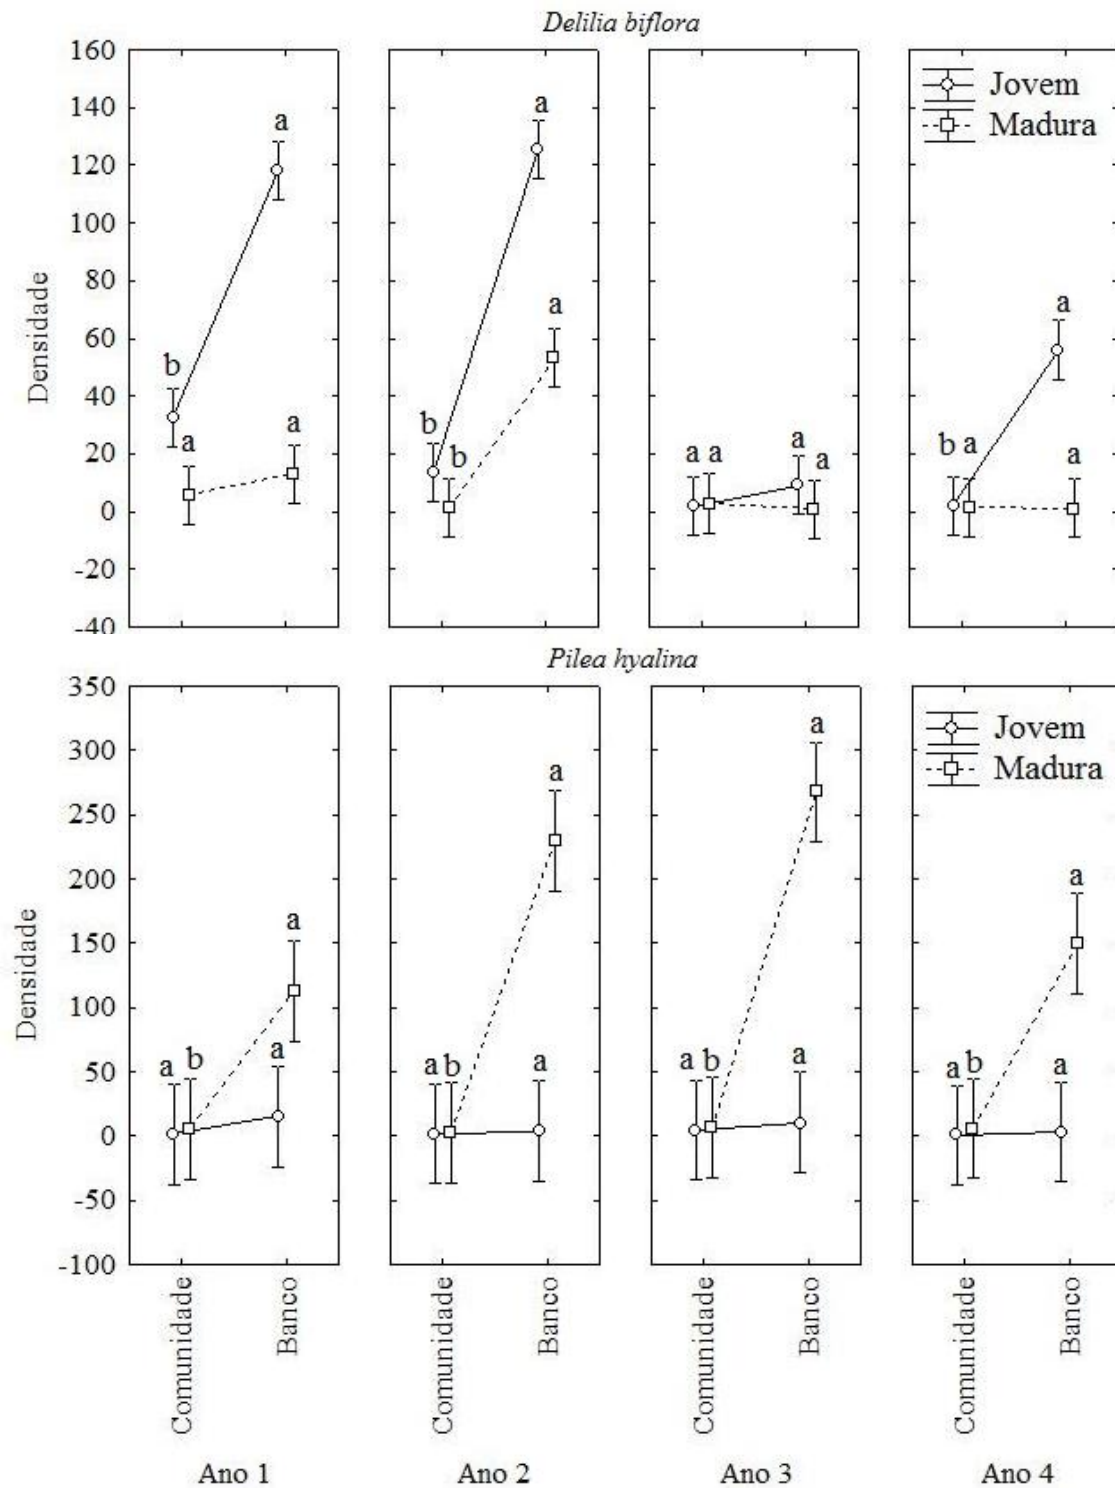 Delilia biflora
160
140
120
100
80
60
40
20
0
-20
-40
Densidade
b a a a
b a b a
a a a a
b a a a
Jovem
Madura
Pilea hyalina
350
300
250
200
150
100
50
0
-50
-100
Densidade
a b a a
a b a a
a b a a
a b a a
Jovem
Madura
Comunidade
Banco
Comunidade
Banco
Comunidade
Banco
Comunidade
Banco
Ano 1
Ano 2
Ano 3
Ano 4